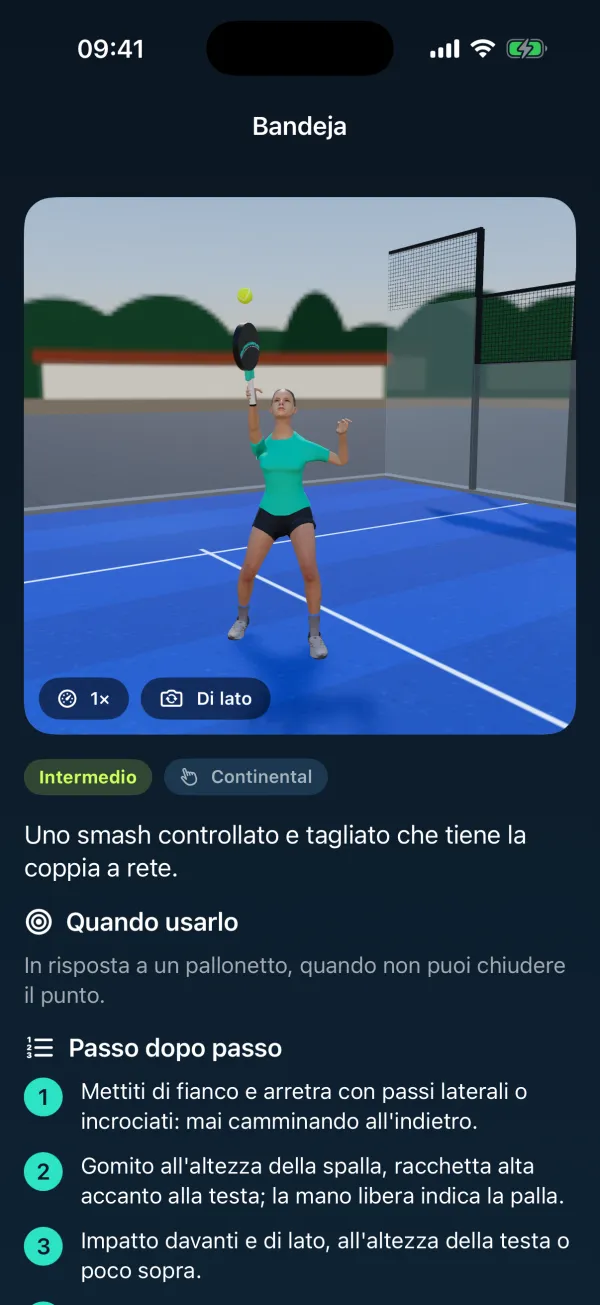 09:41
Bandeja
1×
Di lato
Intermedio
Continental
Uno smash controllato e tagliato che tiene la
coppia a rete.
Quando usarlo
In risposta a un pallonetto, quando non puoi chiudere
il punto.
Passo dopo passo
1
Mettiti di fianco e arretra con passi laterali o
incrociati: mai camminando all'indietro.
2
Gomito all'altezza della spalla, racchetta alta
accanto alla testa; la mano libera indica la palla.
3
Impatto davanti e di lato, all'altezza della testa o
poco sopra.